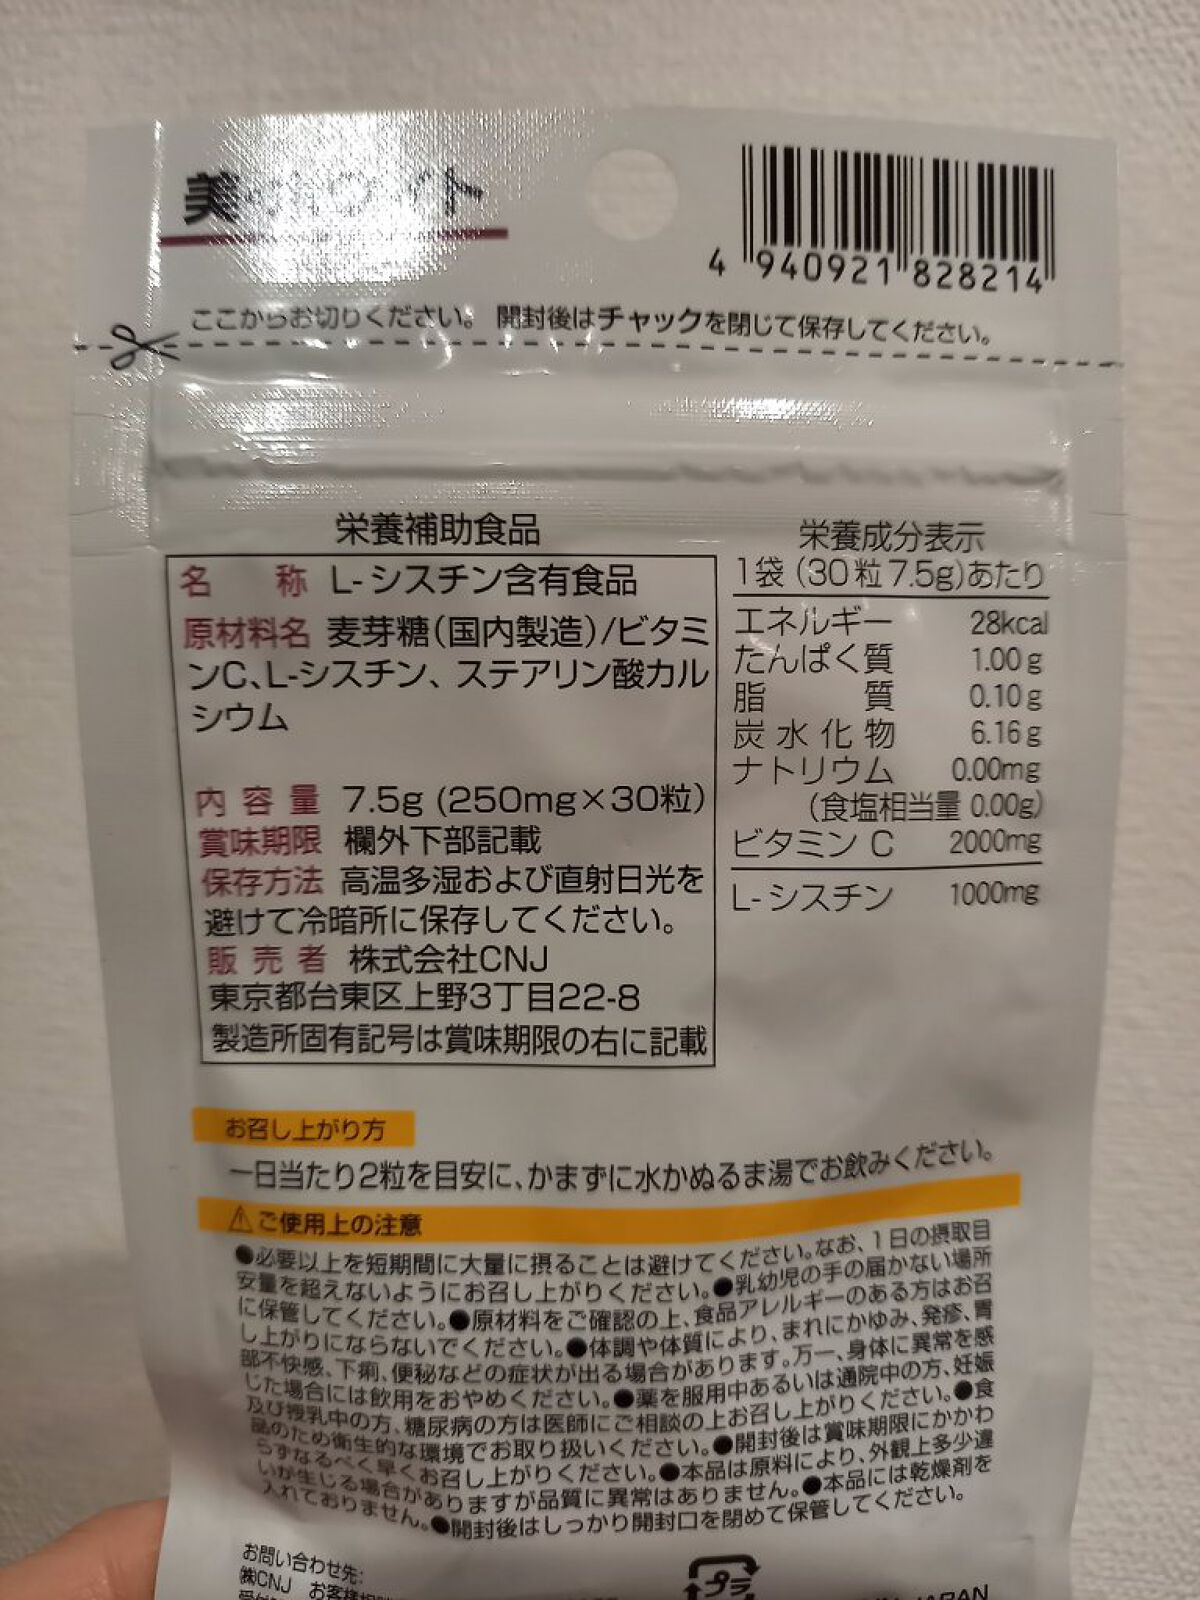 美・ホワイト
4 940921 828214
ここからお切りください。 開封後はチャックを閉じて保存してください。
栄養補助食品
名称 L-シスチン含有食品
原材料名 麦芽糖(国内製造)/ビタミ
ンC、L-シスチン、ステアリン酸カル
シウム
内容量 7.5g (250mg×30粒)
賞味期限 欄外下部記載
保存方法 高温多湿および直射日光を
避けて冷暗所に保存してください。
販売者 株式会社CNJ
東京都台東区上野3丁目22-8
製造所固有記号は賞味期限の右に記載
栄養成分表示
1袋(30粒7.5g)あたり
エネルギー 28kcal
たんぱく質 1.00g
脂質 0.10g
炭水化物 6.16g
ナトリウム 0.00mg
(食塩相当量 0.00g)
ビタミンC 2000mg
L-シスチン 1000mg
お召し上がり方
一日当たり2粒を目安に、かまずに水かぬるま湯でお飲みください。
⚠ご使用上の注意
●必要以上を短期間に大量に摂ることは避けてください。なお、1日の摂取目
安量を超えないようにお召し上がりください。●乳幼児の手の届かない場所
に保管してください。●原材料をご確認の上、食品アレルギーのある方はお召
し上がりにならないでください。●体調や体質により、まれにかゆみ、発疹、胃
部不快感、下痢、便秘などの症状が出る場合があります。万一、身体に異常を感
じた場合には飲用をおやめください。●薬を服用中あるいは通院中の方、妊娠
及び授乳中の方、糖尿病の方は医師にご相談の上お召し上がりください。●食
品のため衛生的な環境でお取り扱いください。●開封後は賞味期限にかかわ
らずなるべく早くお召し上がりください。●本品は原料により、外観上多少違
いが生じる場合がありますが品質に異常はありません。●本品には乾燥剤を
入れておりません。●開封後はしっかり開封口を閉めて保管してください。
お問い合わせ先:
㈱CNJ お客様相
プラ
JAPAN